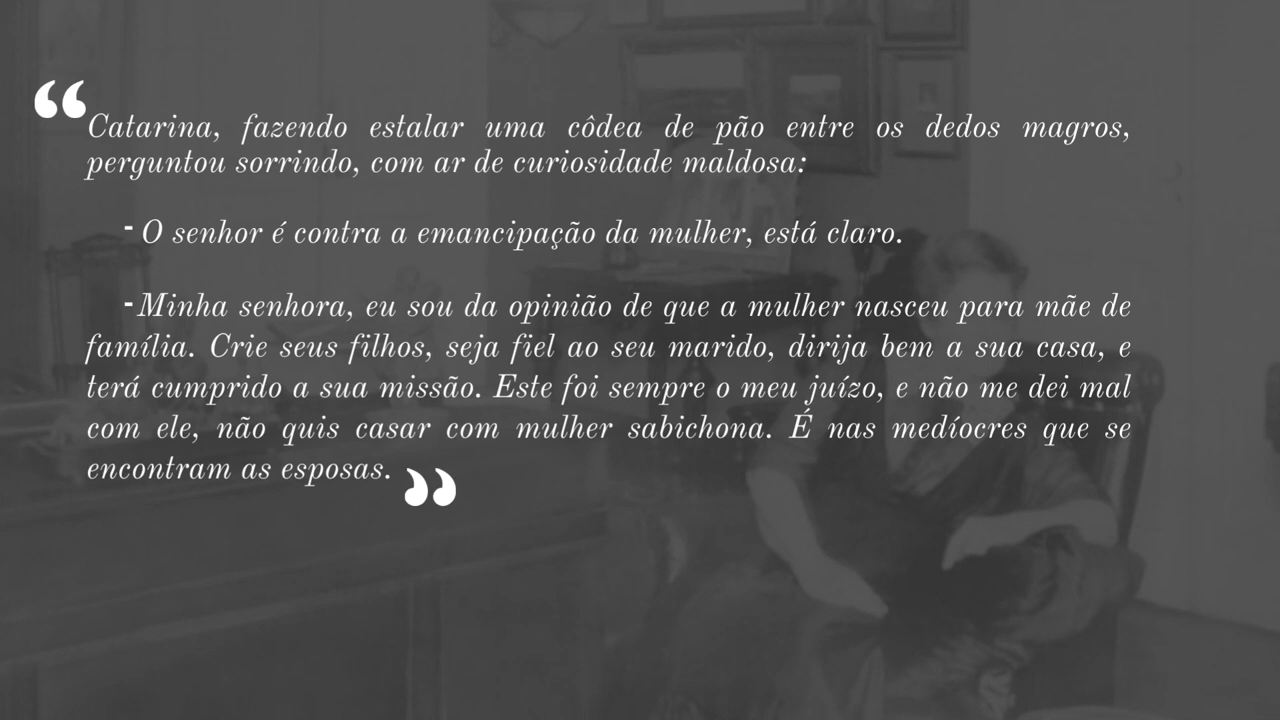 “Catarina, fazendo estalar uma côdea de pão entre os dedos magros,
perguntou sorrindo, com ar de curiosidade maldosa:
- O senhor é contra a emancipação da mulher, está claro.
-Minha senhora, eu sou da opinião de que a mulher nasceu para mãe de
família. Crie seus filhos, seja fiel ao seu marido, dirija bem a sua casa, e
terá cumprido a sua missão. Este foi sempre o meu juízo, e não me dei mal
com ele, não quis casar com mulher sabichona. É nas medíocres que se
encontram as esposas.”